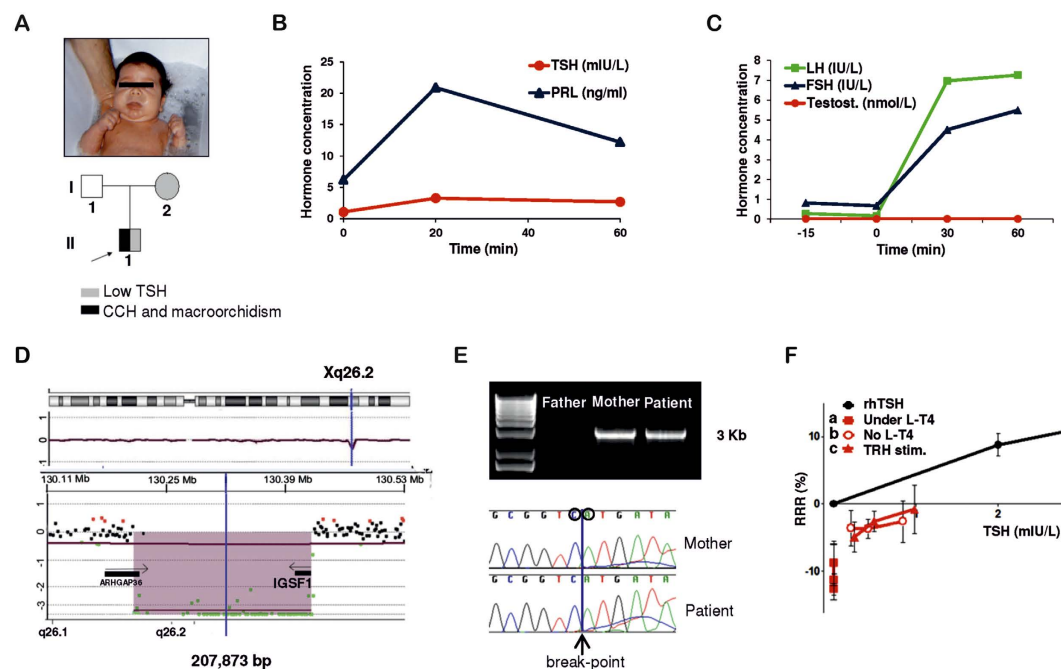 A
I
1
2
II
1
Low TSH
CCH and macroorchidism
B
TSH (mIU/L)
PRL (ng/ml)
Hormone concentration
25
20
15
10
5
0
0
20
60
Time (min)
C
LH (IU/L)
FSH (IU/L)
Testost. (nmol/L)
Hormone concentration
8
7
6
5
4
3
2
1
0
-15
0
30
60
Time (min)
D
Xq26.2
1
0
-1
130.11 Mb
130.25 Mb
130.39 Mb
130.53 Mb
1
0
-1
-2
-3
ARHGAP36
IGSF1
q26.1
q26.2
207,873 bp
E
Father
Mother
Patient
3 Kb
G C G G T C A T G A T A
Mother
G C G G T C A T G A T A
Patient
break-point
F
rhTSH
a Under L-T4
b No L-T4
c TRH stim.
RRR (%)
10
0
-10
2
TSH (mIU/L)